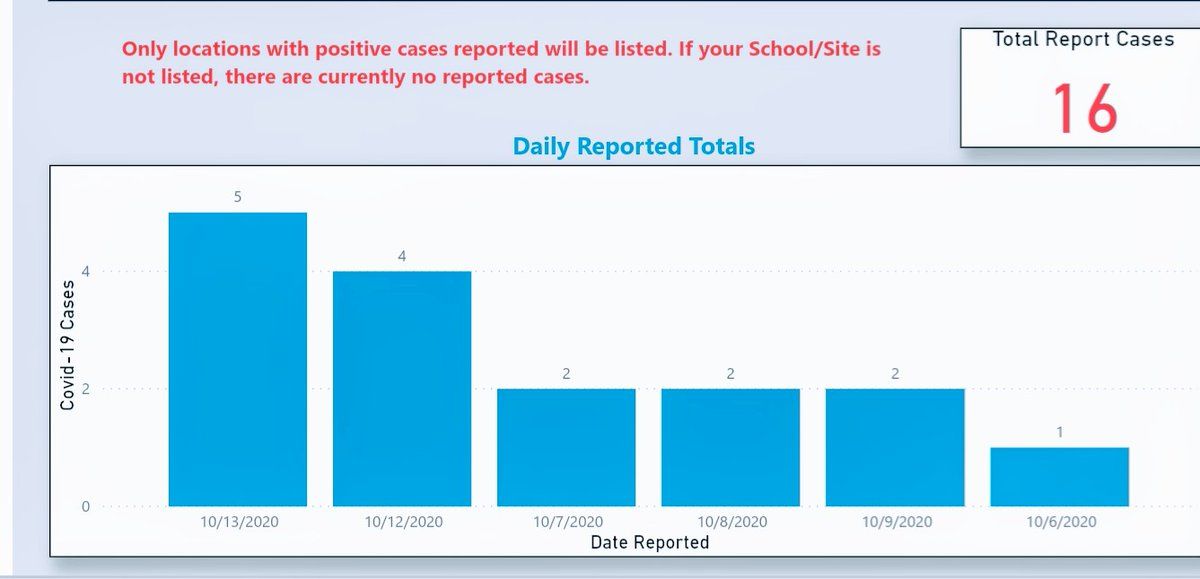 Only locations with positive cases reported will be listed. If your School/Site is
not listed, there are currently no reported cases.
Total Report Cases
16
Daily Reported Totals
Covid-19 Cases
4
2
0
5
4
2
2
2
1
10/13/2020
10/12/2020
10/7/2020
10/8/2020
10/9/2020
10/6/2020
Date Reported